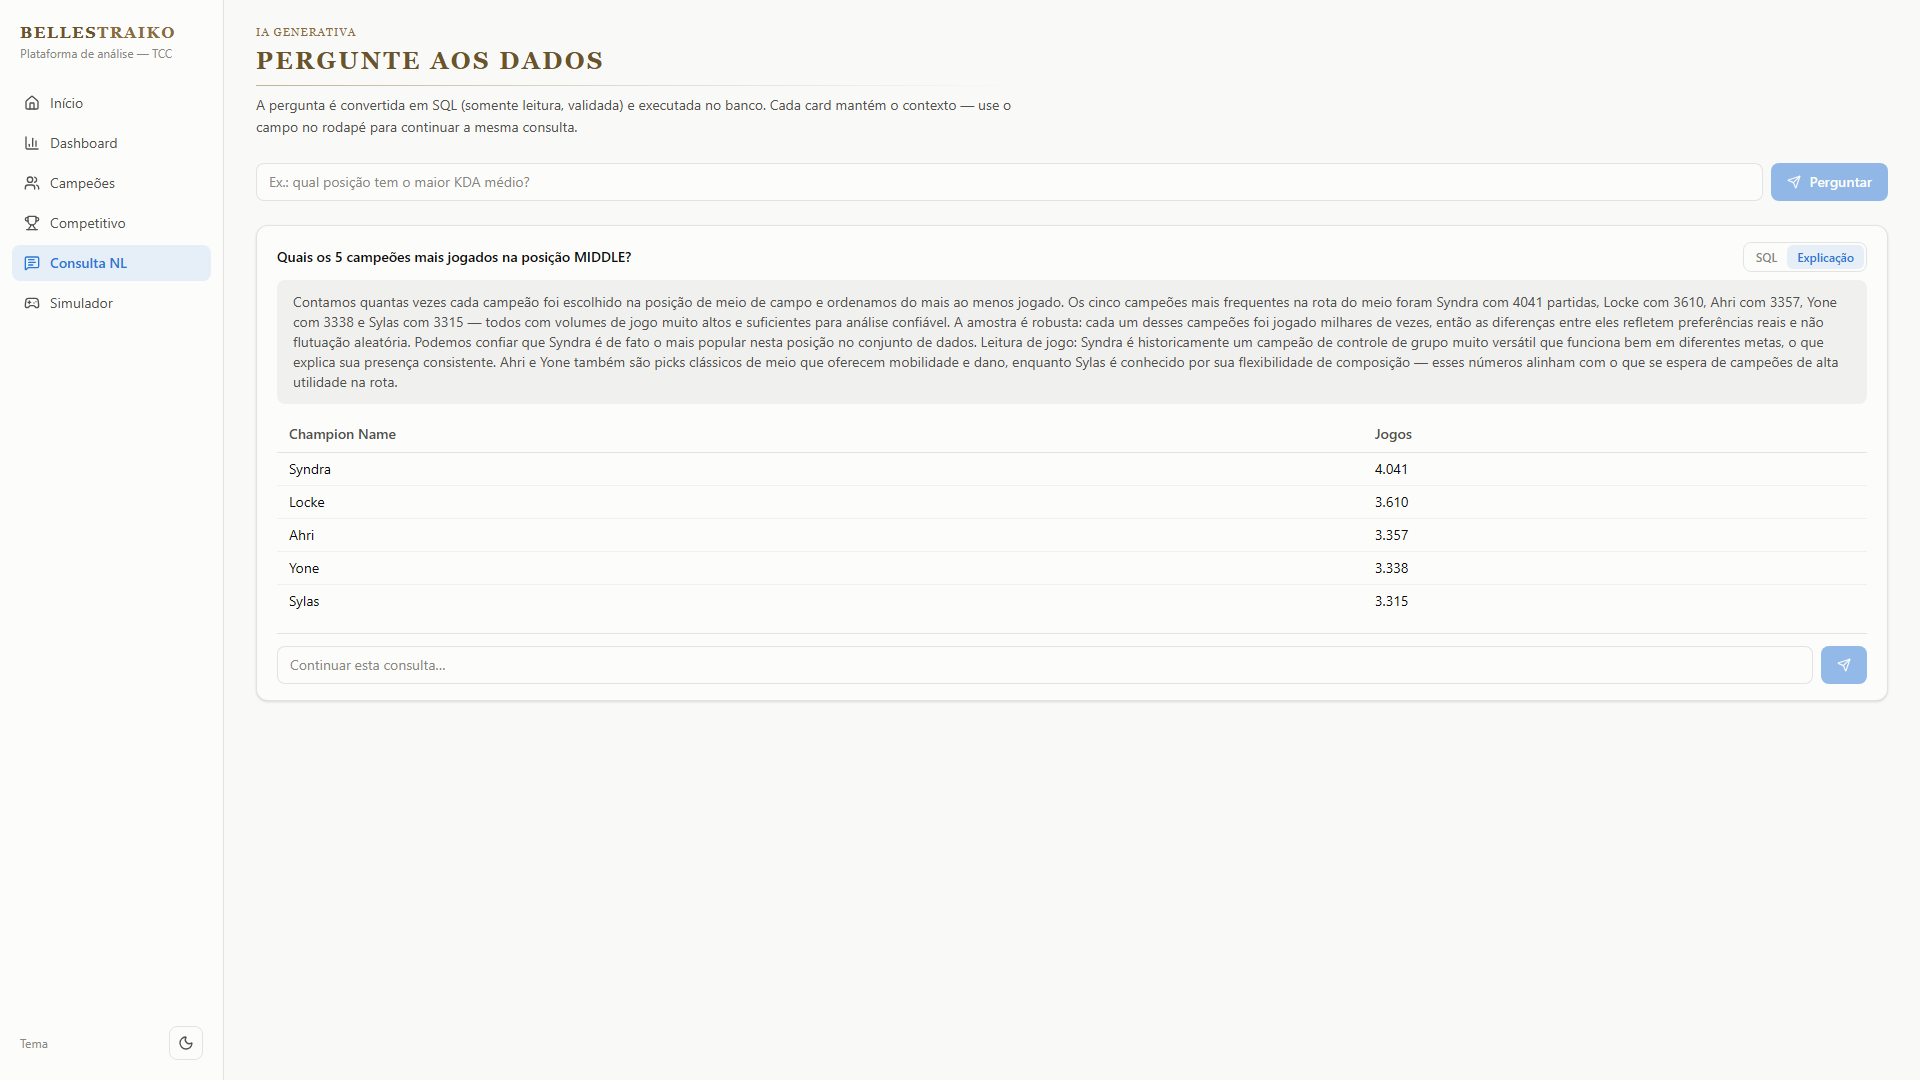 BELLESTRAIKO
Plataforma de análise — TCC
Início
Dashboard
Campeões
Competitivo
Consulta NL
Simulador
Tema
IA GENERATIVA
PERGUNTE AOS DADOS
A pergunta é convertida em SQL (somente leitura, validada) e executada no banco. Cada card mantém o contexto — use o
campo no rodapé para continuar a mesma consulta.
Ex.: qual posição tem o maior KDA médio?
Perguntar
Quais os 5 campeões mais jogados na posição MIDDLE?
SQL
Explicação
Contamos quantas vezes cada campeão foi escolhido na posição de meio de campo e ordenamos do mais ao menos jogado. Os cinco campeões mais frequentes na rota do meio foram Syndra com 4041 partidas, Locke com 3610, Ahri com 3357, Yone
com 3338 e Sylas com 3315 — todos com volumes de jogo muito altos e suficientes para análise confiável. A amostra é robusta: cada um desses campeões foi jogado milhares de vezes, então as diferenças entre eles refletem preferências reais e não
flutuação aleatória. Podemos confiar que Syndra é de fato o mais popular nesta posição no conjunto de dados. Leitura de jogo: Syndra é historicamente um campeão de controle de grupo muito versátil que funciona bem em diferentes metas, o que
explica sua presença consistente. Ahri e Yone também são picks clássicos de meio que oferecem mobilidade e dano, enquanto Sylas é conhecido por sua flexibilidade de composição — esses números alinham com o que se espera de campeões de alta
utilidade na rota.
Champion Name Jogos
Syndra 4.041
Locke 3.610
Ahri 3.357
Yone 3.338
Sylas 3.315
Continuar esta consulta...